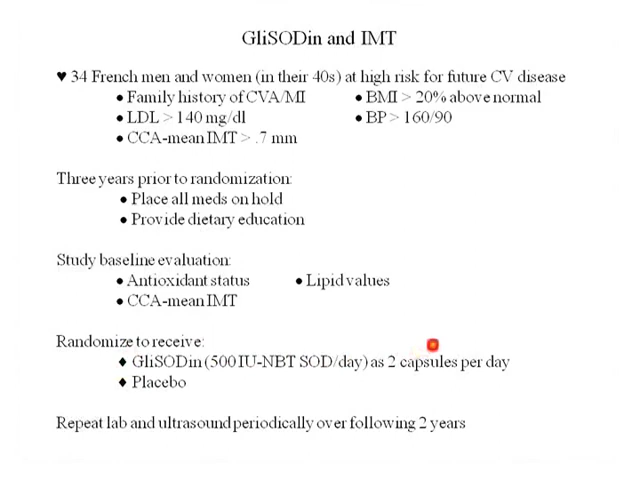 GliSODin and IMT
♥ 34 French men and women (in their 40s) at high risk for future CV disease
• Family history of CVA/MI • BMI > 20% above normal
• LDL > 140 mg/dl • BP > 160/90
• CCA-mean IMT > .7 mm
Three years prior to randomization:
• Place all meds on hold
• Provide dietary education
Study baseline evaluation:
• Antioxidant status • Lipid values
• CCA-mean IMT
Randomize to receive:
♦ GliSODin (500 IU-NBT SOD/day) as 2 capsules per day
♦ Placebo
Repeat lab and ultrasound periodically over following 2 years